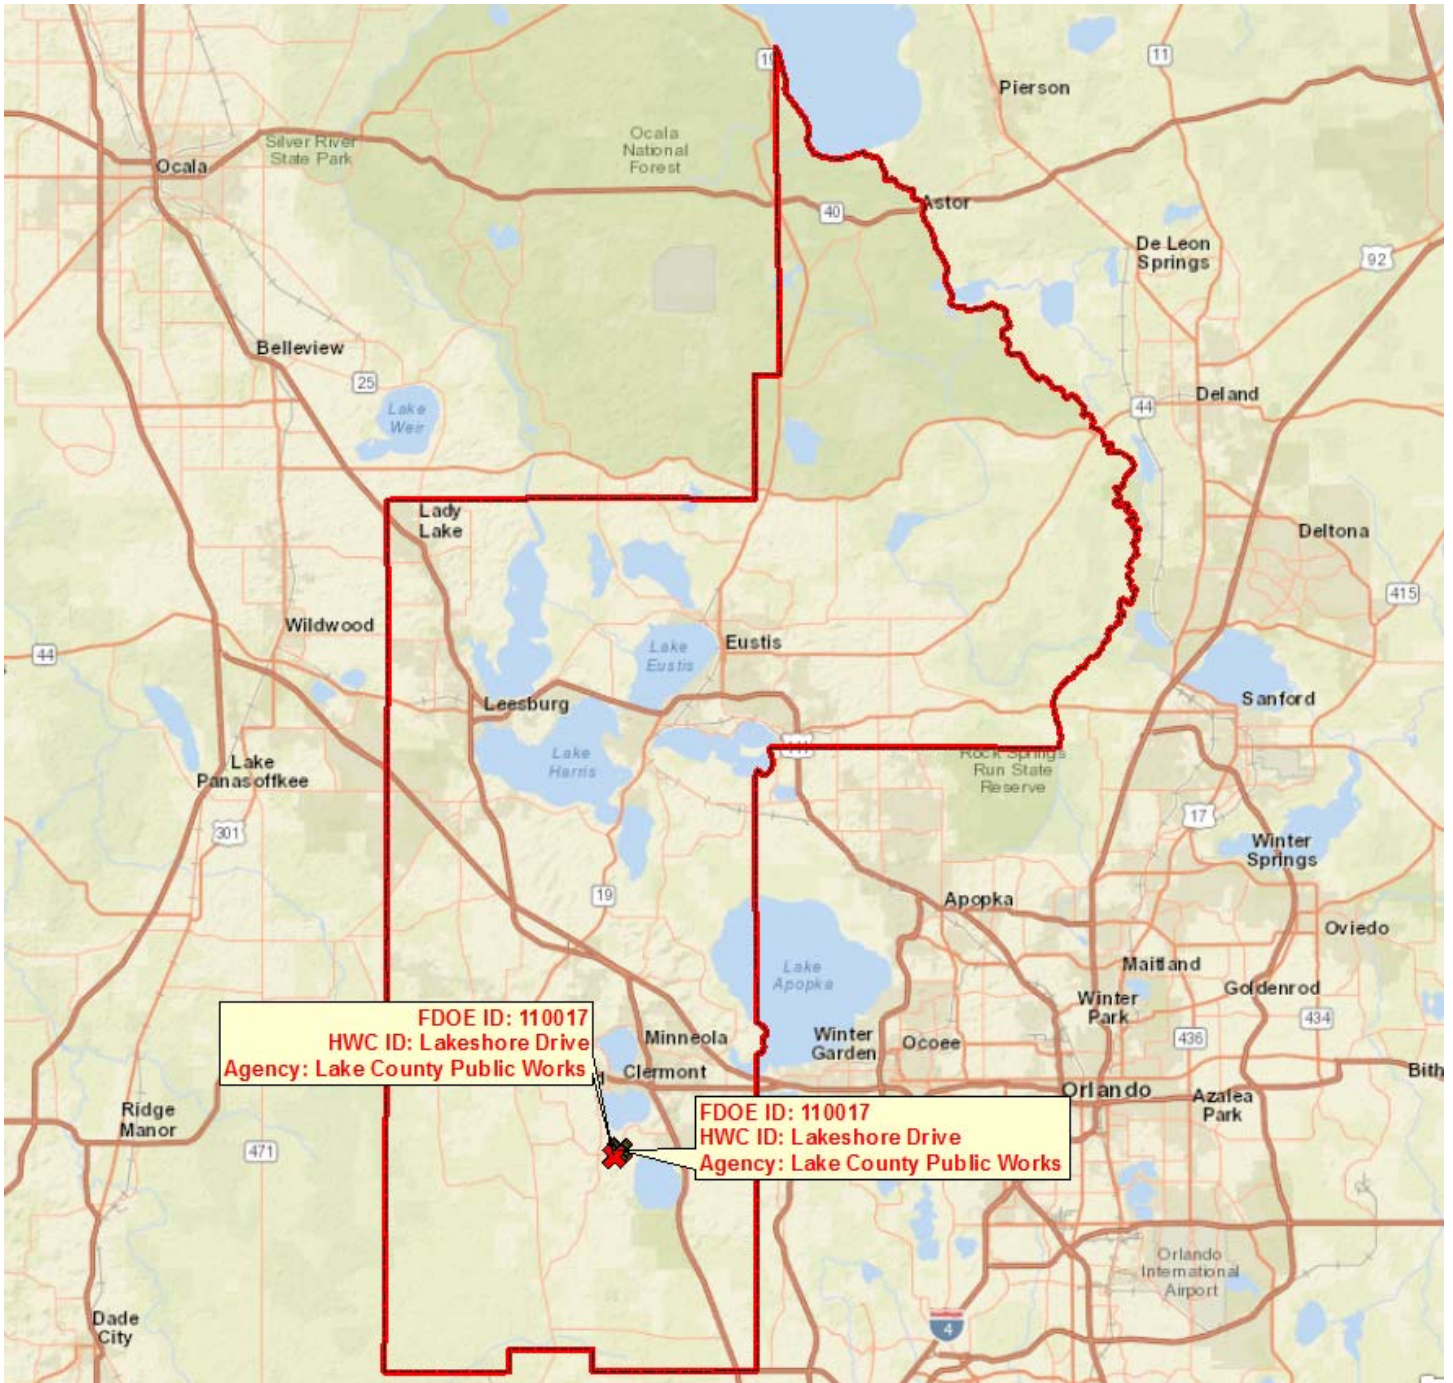 19
11
Pierson
Ocala
National
Forest
Silver River
State Park
Ocala
Astor
40
De Leon
Springs
92
Belleview
25
Lake
Weir
Deland
44
Lady
Lake
Deltona
415
Wildwood
44
Lake
Eustis
Eustis
Leesburg
Sanford
Lake
Harris
441
Rock Springs
Run State
Reserve
Lake
Panasoffkee
301
17
Winter
Springs
19
Apopka
Oviedo
Lake
Apopka
Maitland
Goldenrod
Winter
Park
434
436
FDOE ID: 110017
HWC ID: Lakeshore Drive
Agency: Lake County Public Works
Minneola
Clermont
Winter
Garden
Ocoee
Orlando
Azalea
Park
Bith
Ridge
Manor
471
FDOE ID: 110017
HWC ID: Lakeshore Drive
Agency: Lake County Public Works
Orlando
International
Airport
Dade
City
4